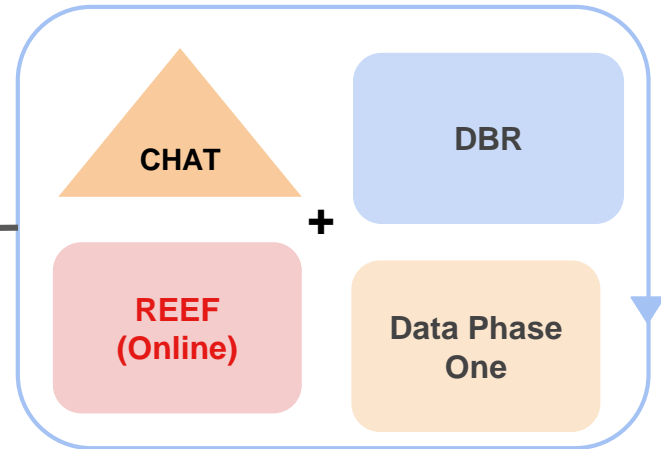 CHAT
DBR
+
REEF
(Online)
Data Phase
One